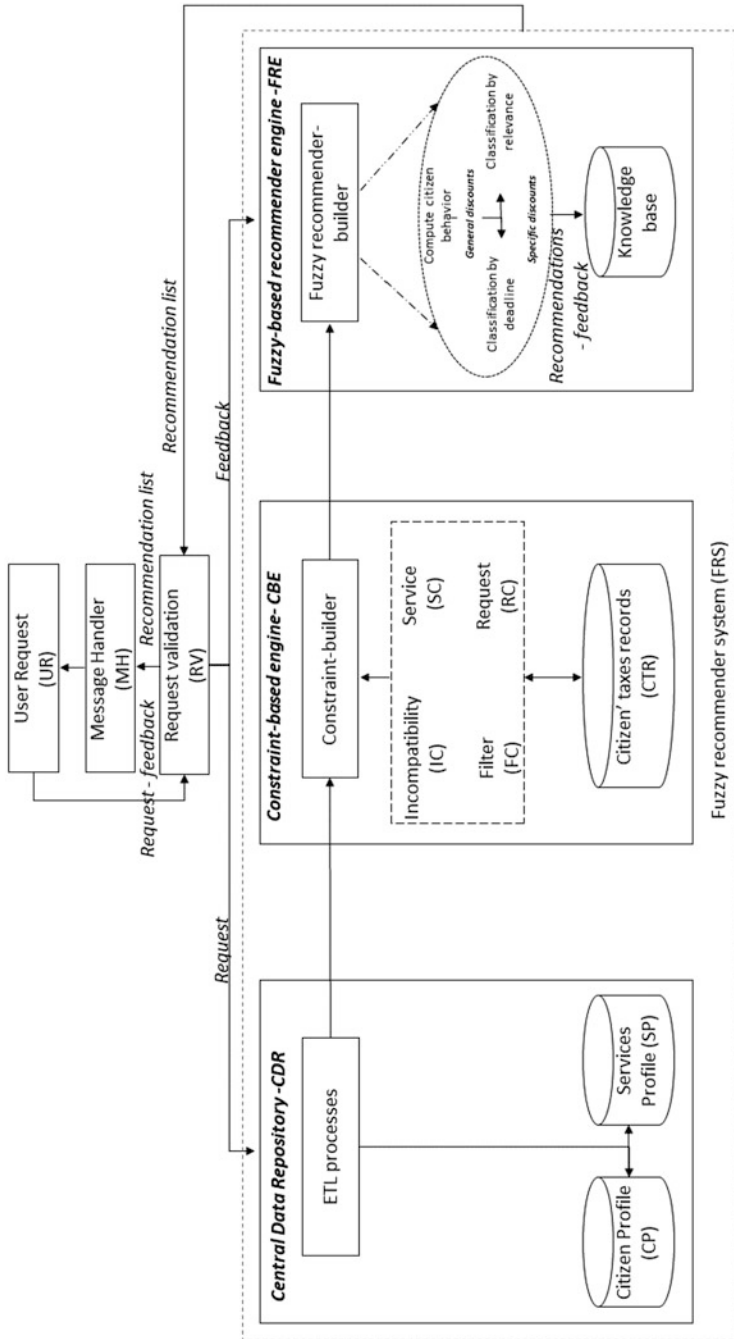 User Request
(UR)
Message Handler
(MH)
Recommendation list
Request - feedback
Request validation
(RV)
Recommendation list
Request
Feedback
Central Data Repository -CDR
ETL processes
Citizen Profile
(CP)
Services
Profile (SP)
Constraint-based engine- CBE
Constraint-builder
Incompatibility
(IC)
Service
(SC)
Filter
(FC)
Request
(RC)
Citizen' taxes records
(CTR)
Fuzzy-based recommender engine -FRE
Fuzzy recommender-
builder
Compute citizen
behavior
General discounts
Classification by
deadline
Classification by
relevance
Specific discounts
Recommendations
- feedback
Knowledge
base
Fuzzy recommender system (FRS)